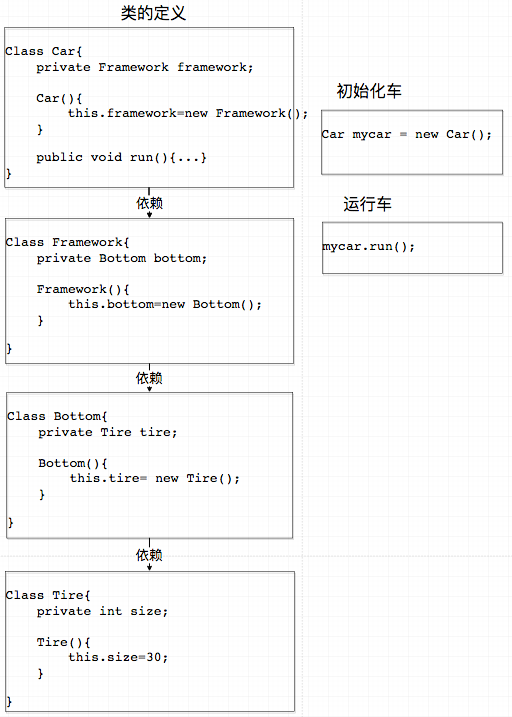 类的定义
Class Car{
    private Framework framework;
    Car(){
        this.framework=new Framework();
    }
    public void run(){...}
}
依赖
Class Framework{
    private Bottom bottom;
    Framework(){
        this.bottom=new Bottom();
    }
}
依赖
Class Bottom{
    private Tire tire;
    Bottom(){
        this.tire= new Tire();
    }
}
依赖
Class Tire{
    private int size;
    Tire(){
        this.size=30;
    }
}
初始化车
Car mycar = new Car();
运行车
mycar.run();